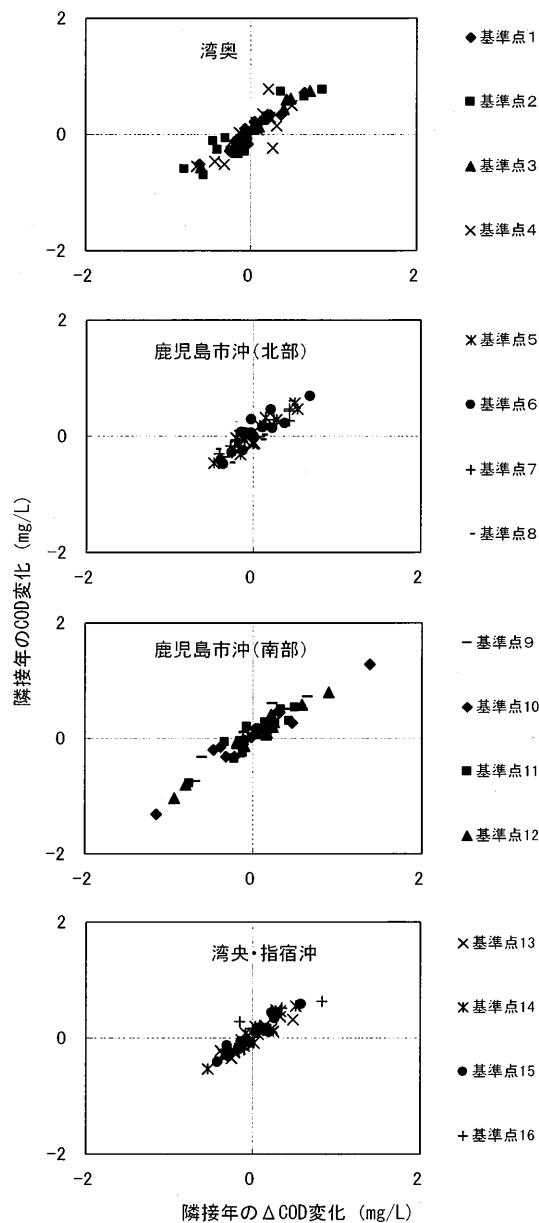 隣接年のCOD変化 (mg/L)
湾奥
2
0
-2
-2
0
2
◆基準点1
■基準点2
▲基準点3
×基準点4
鹿児島市沖(北部)
2
0
-2
-2
0
2
基準点5
●基準点6
+基準点7
-基準点8
鹿児島市沖(南部)
2
0
-2
-2
0
2
−基準点9
◆基準点10
■基準点11
▲基準点12
湾央・指宿沖
2
0
-2
-2
0
2
×基準点13
基準点14
●基準点15
+基準点16
隣接年のΔCOD変化 (mg/L)